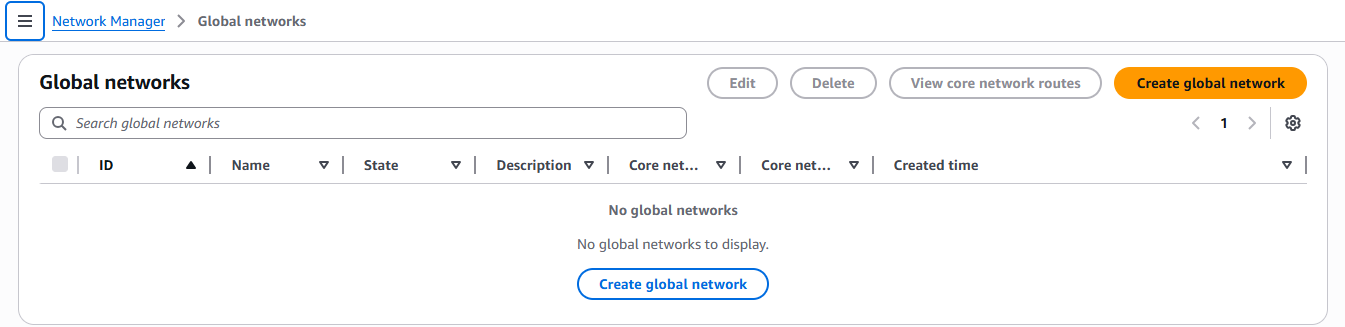 Network Manager > Global networks
Global networks Edit Delete View core network routes Create global network
Search global networks 1
ID Name State Description Core net... Core net... Created time
No global networks
No global networks to display.
Create global network